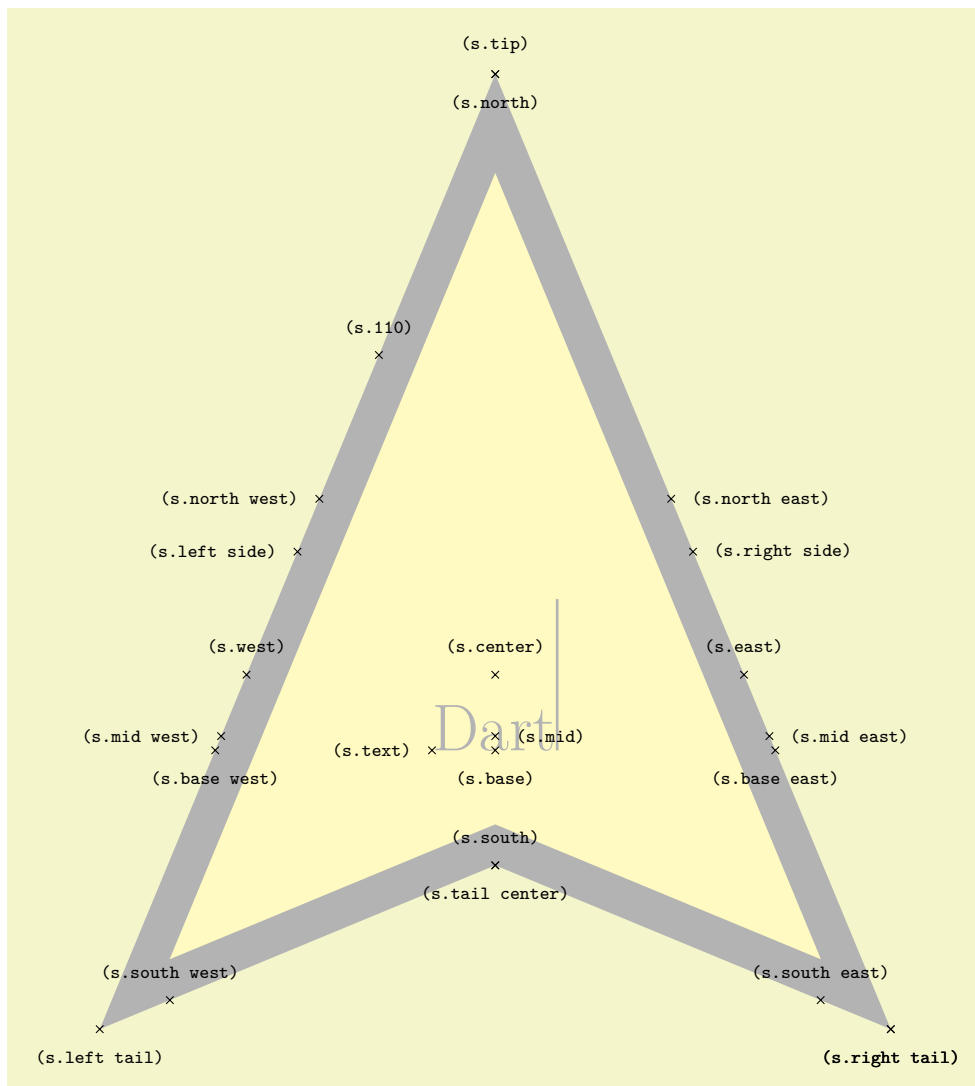 (s.tip)
(s.north)
(s.110)
(s.north west) (s.north east)
(s.left side) (s.right side)
(s.west) (s.center) (s.east)
Dart
(s.mid west) (s.mid) (s.mid east)
(s.text)
(s.base west) (s.base) (s.base east)
(s.south)
(s.tail center)
(s.south west) (s.south east)
(s.left tail) (s.right tail)